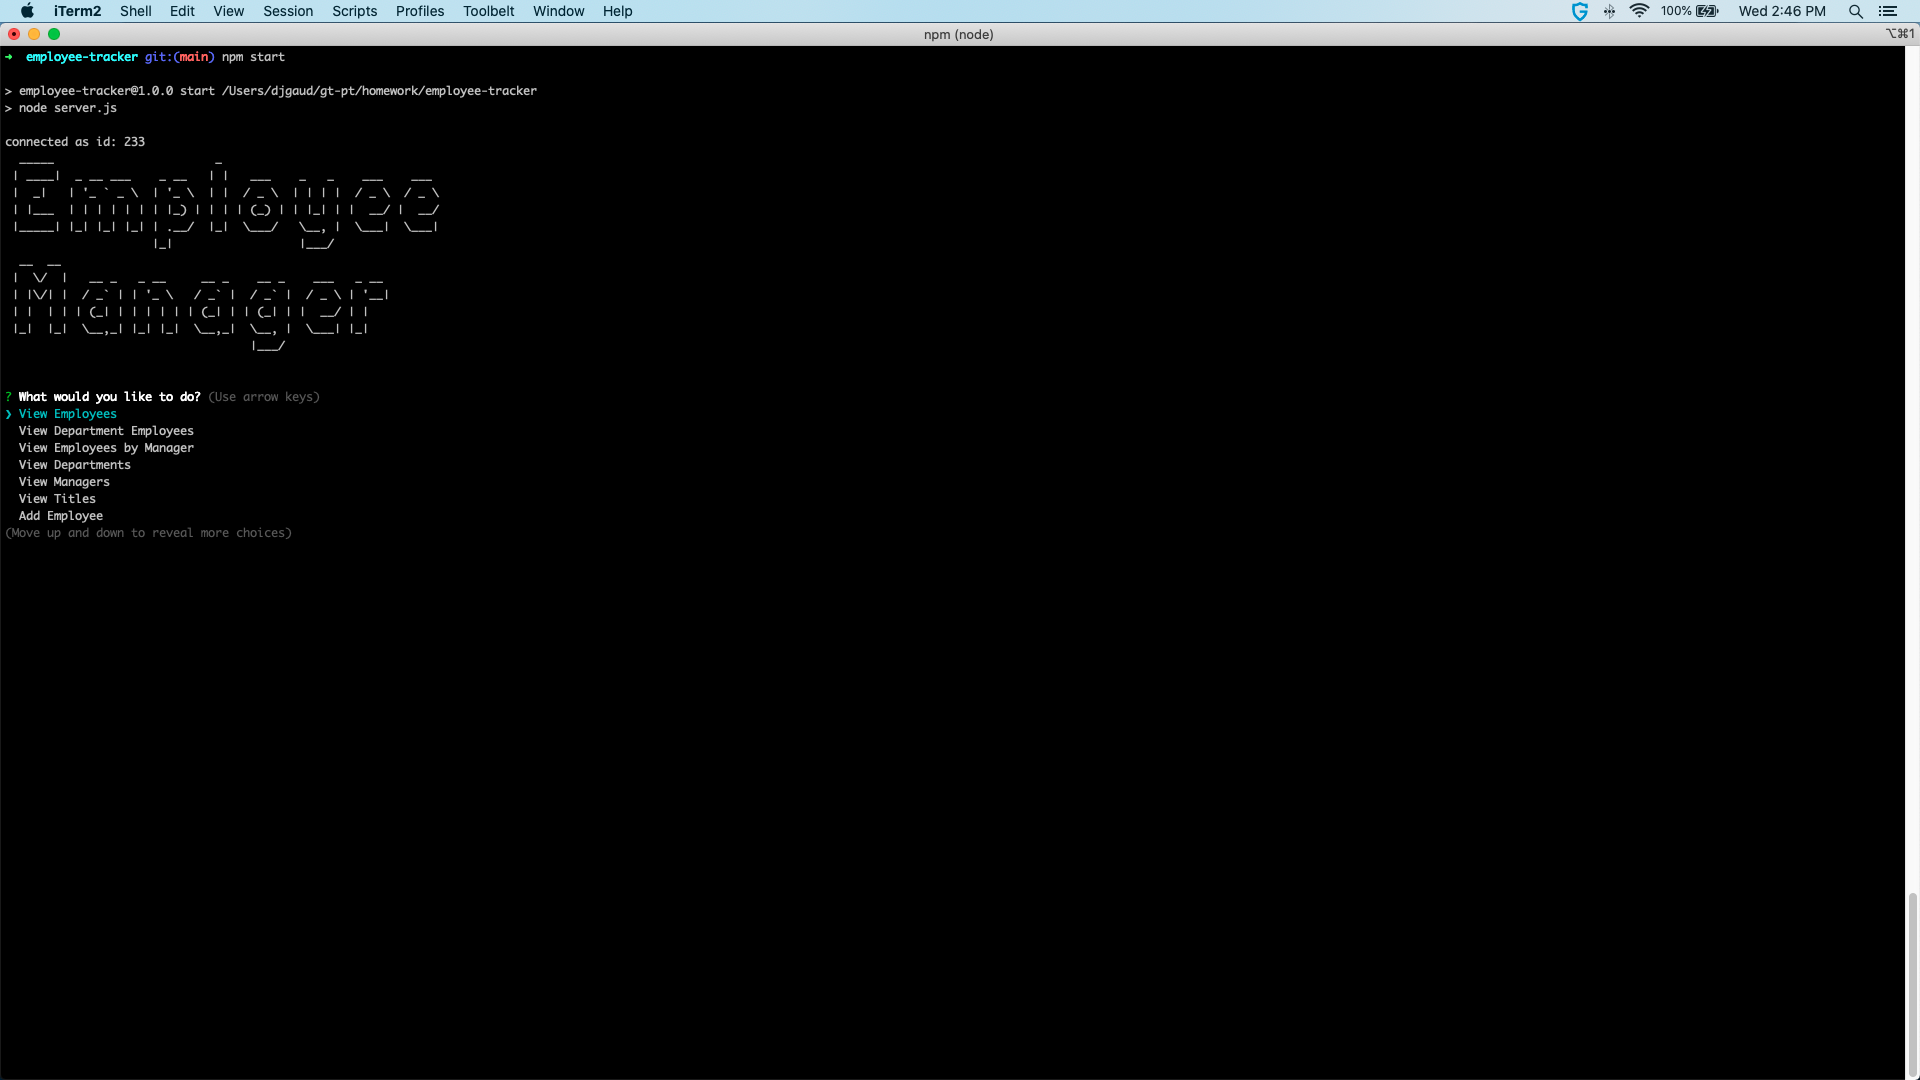 iTerm2 Shell Edit View Session Scripts Profiles Toolbelt Window Help 100% Wed 2:46 PM
npm (node) ⌥⌘1
➜ employee-tracker git:(main) npm start
> employee-tracker@1.0.0 start /Users/djgaud/gt-pt/homework/employee-tracker
> node server.js
connected as id: 233
Employee
Manager
? What would you like to do? (Use arrow keys)
❯ View Employees
View Department Employees
View Employees by Manager
View Departments
View Managers
View Titles
Add Employee
(Move up and down to reveal more choices)